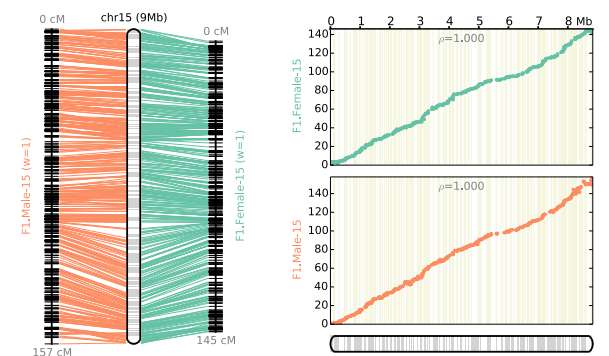 0 cM
chr15 (9Mb)
0 cM
F1.Male-15 (w=1)
F1.Female-15 (w=1)
157 cM
145 cM
0 1 2 3 4 5 6 7 8 Mb
ρ=1.000
F1.Female-15
140
120
100
80
60
40
20
0
ρ=1.000
F1.Male-15
140
120
100
80
60
40
20
0